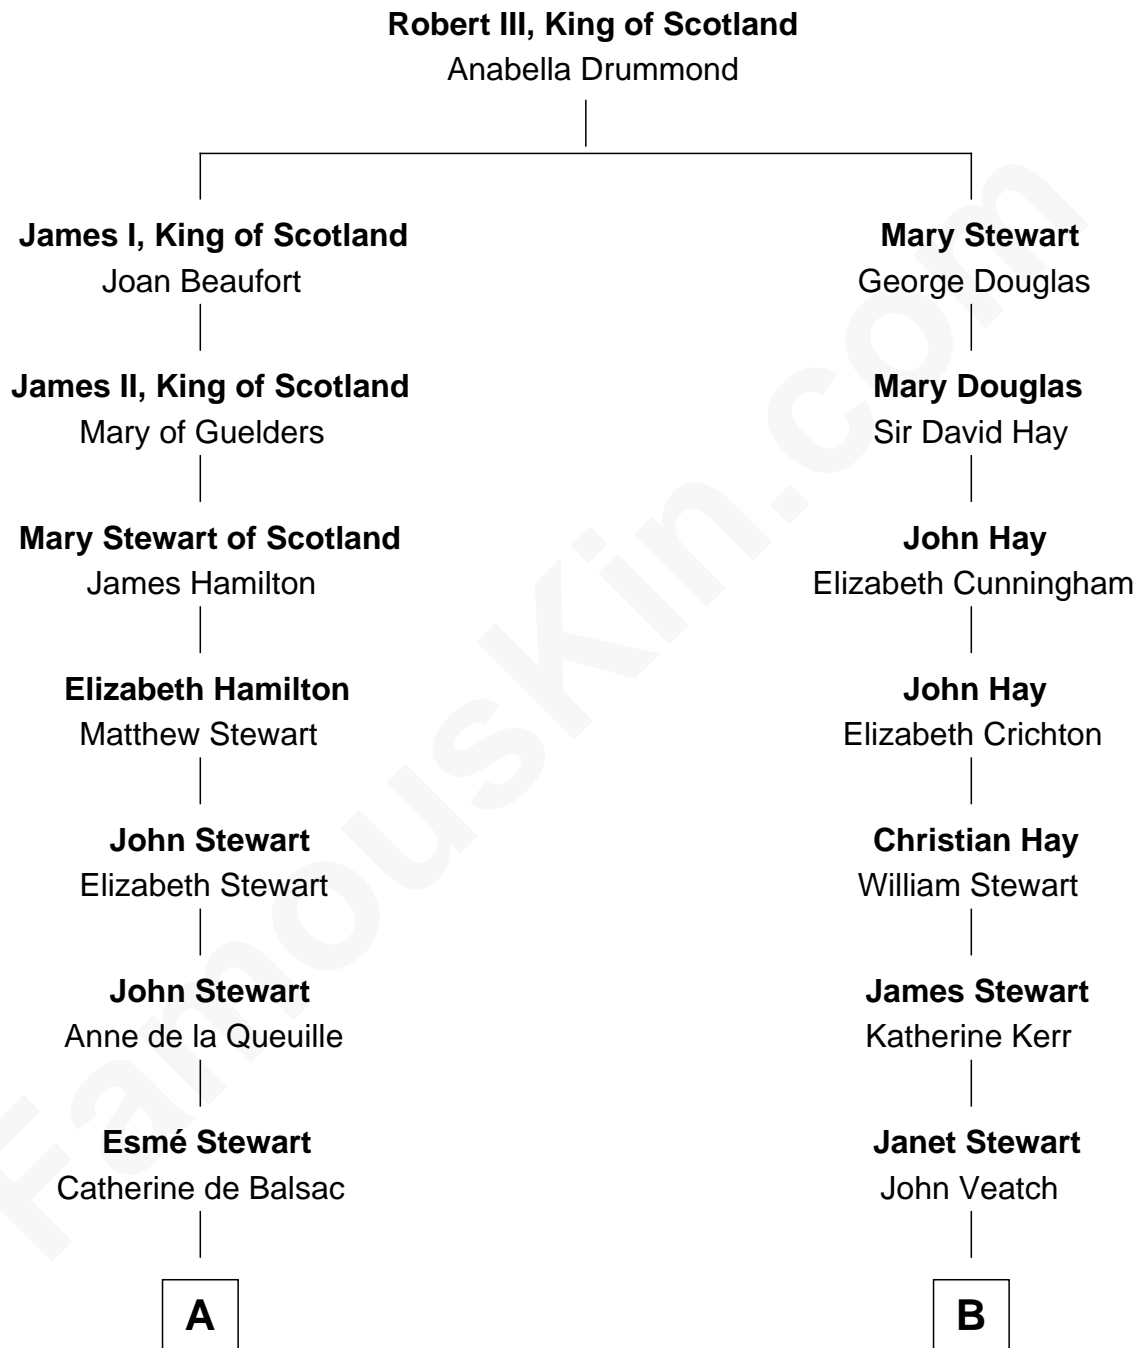 Robert III, King of Scotland
Anabella Drummond
James I, King of Scotland
Joan Beaufort
James II, King of Scotland
Mary of Guelders
Mary Stewart of Scotland
James Hamilton
Elizabeth Hamilton
Matthew Stewart
John Stewart
Elizabeth Stewart
John Stewart
Anne de la Queuille
Esmé Stewart
Catherine de Balsac
A
Mary Stewart
George Douglas
Mary Douglas
Sir David Hay
John Hay
Elizabeth Cunningham
John Hay
Elizabeth Crichton
Christian Hay
William Stewart
James Stewart
Katherine Kerr
Janet Stewart
John Veatch
B
FamousKin.com